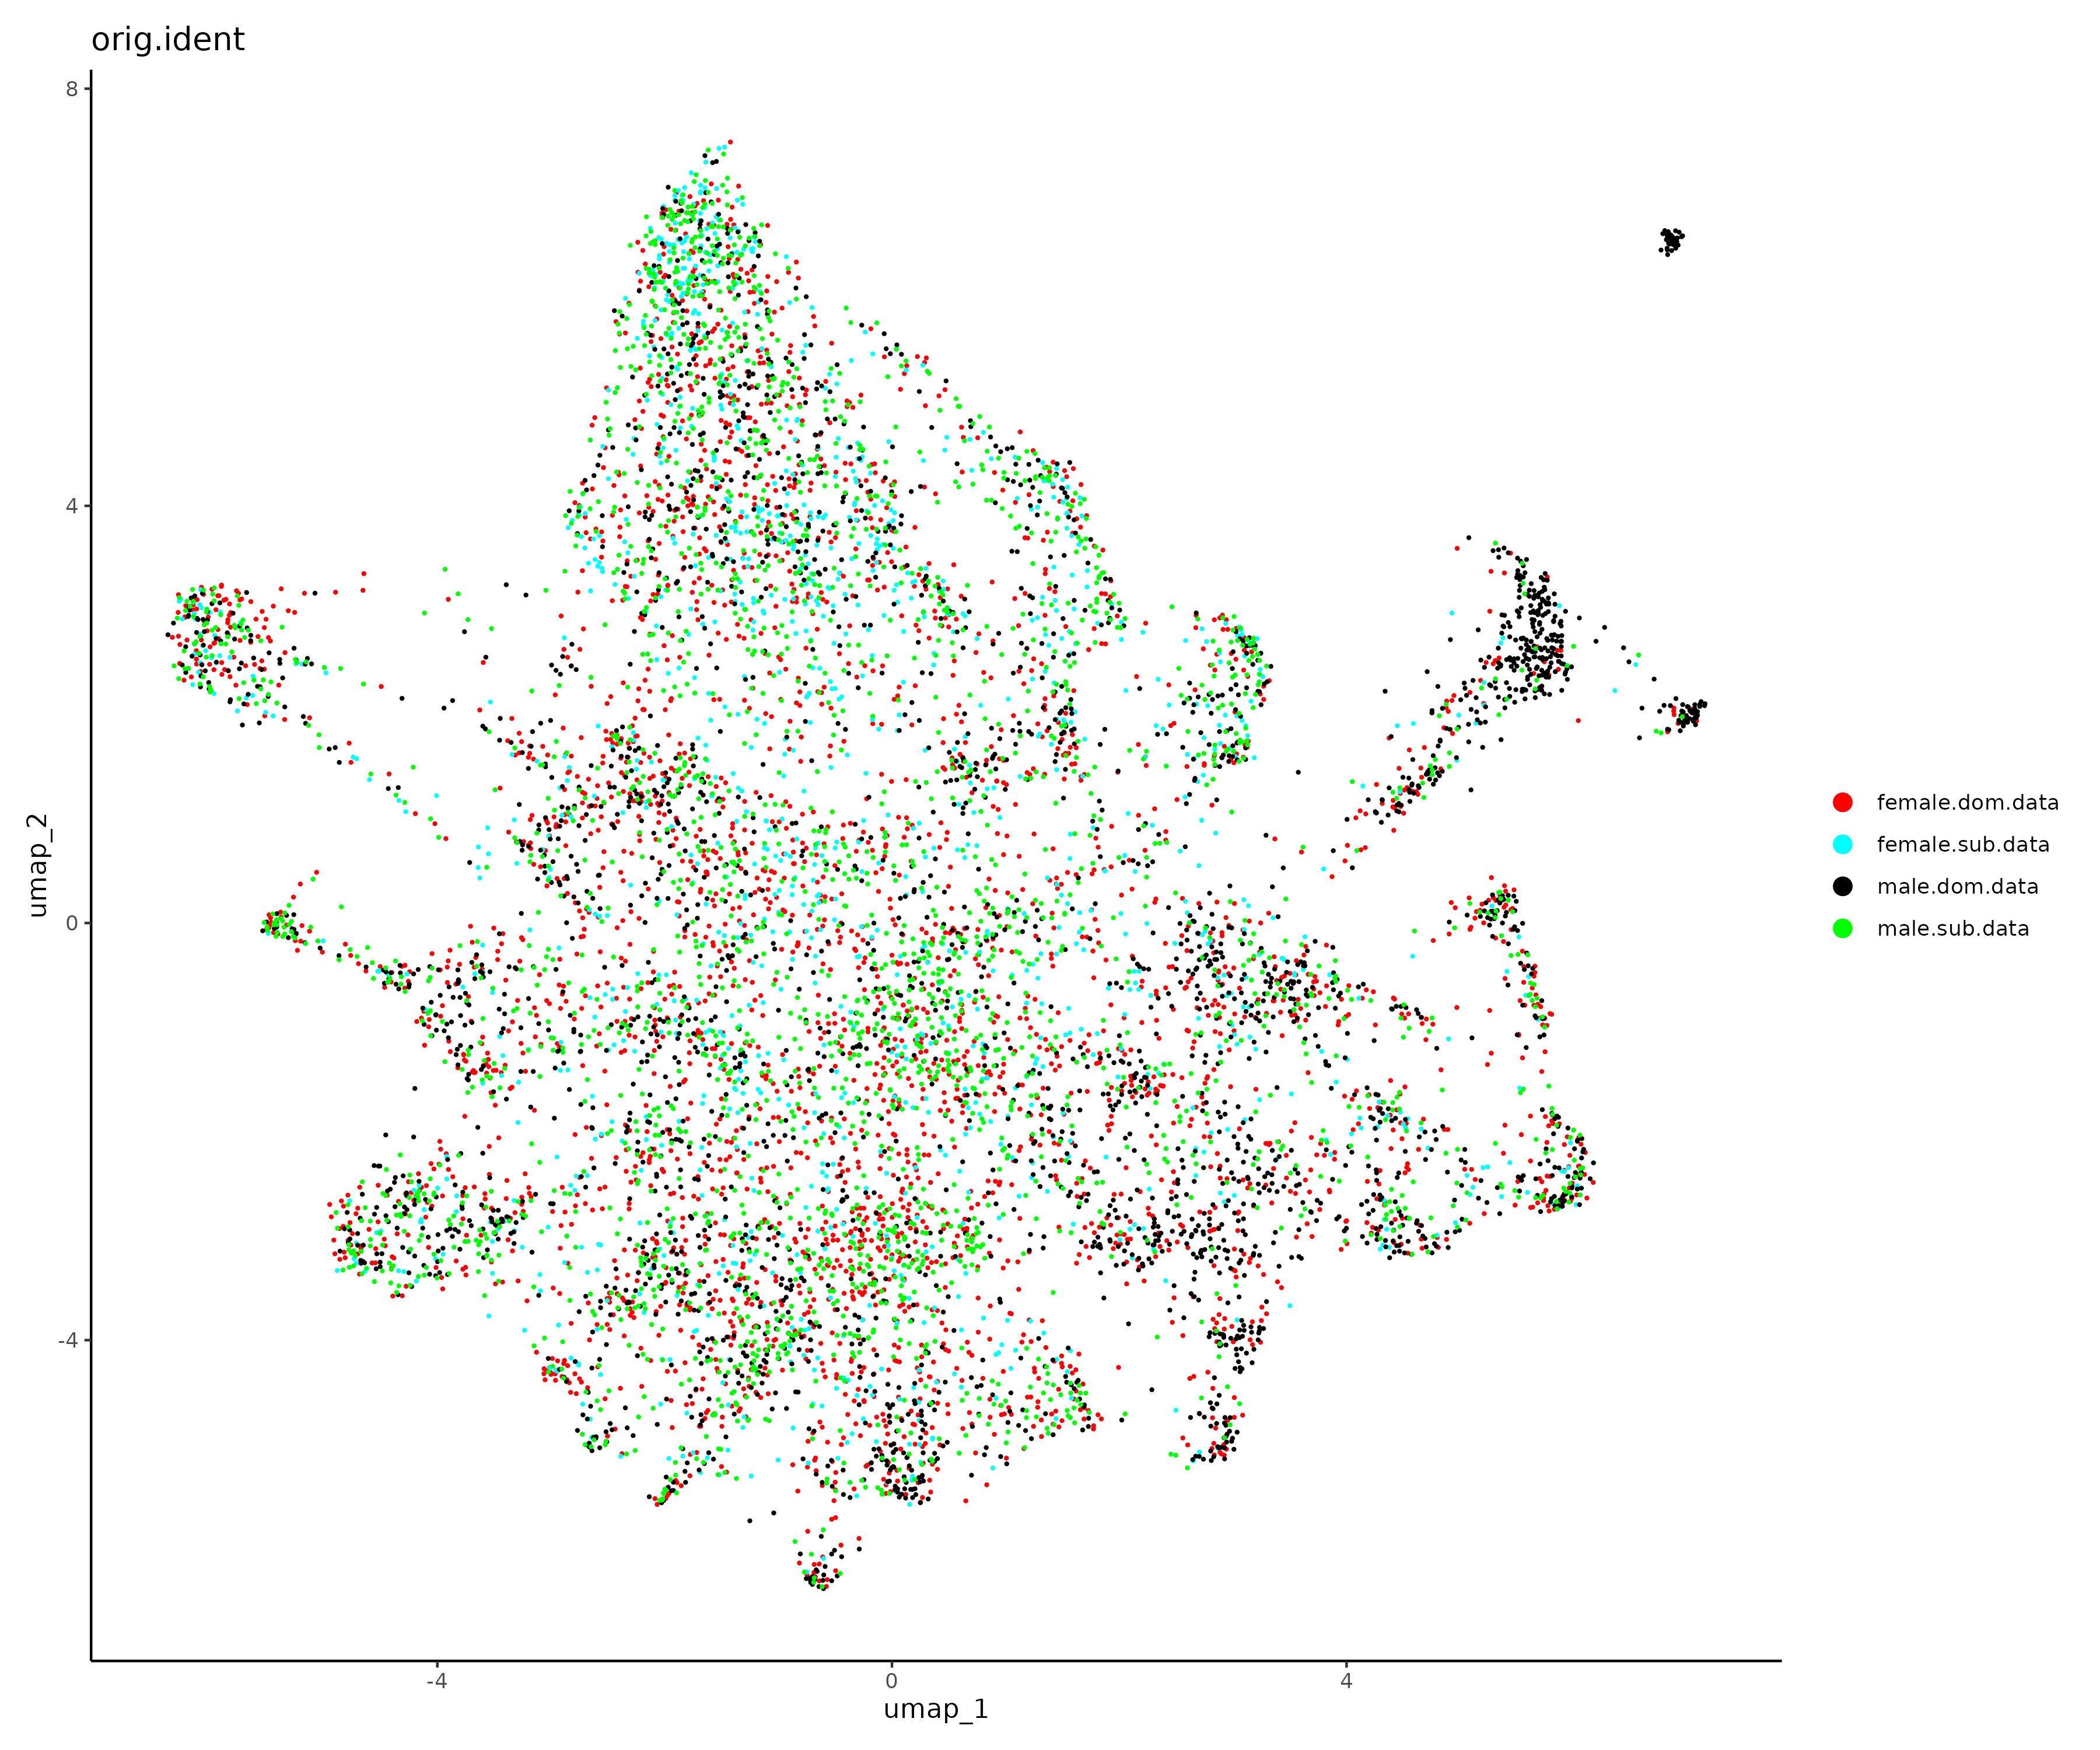 orig.ident
8
4
0
-4
umap_2
-4
0
4
umap_1
female.dom.data
female.sub.data
male.dom.data
male.sub.data